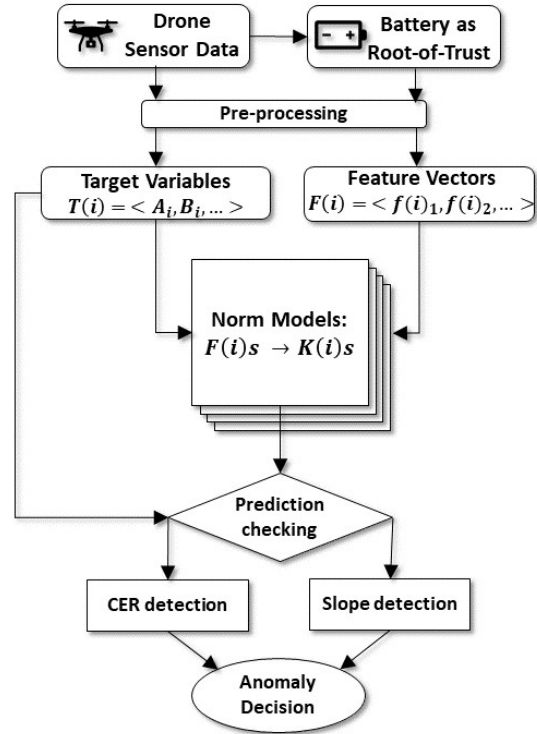 Drone
Sensor Data
Battery as
Root-of-Trust
Pre-processing
Target Variables
T(i) = < A_i, B_i, ... >
Feature Vectors
F(i) = < f(i)_1, f(i)_2, ... >
Norm Models:
F(i)s → K(i)s
Prediction
checking
CER detection
Slope detection
Anomaly
Decision